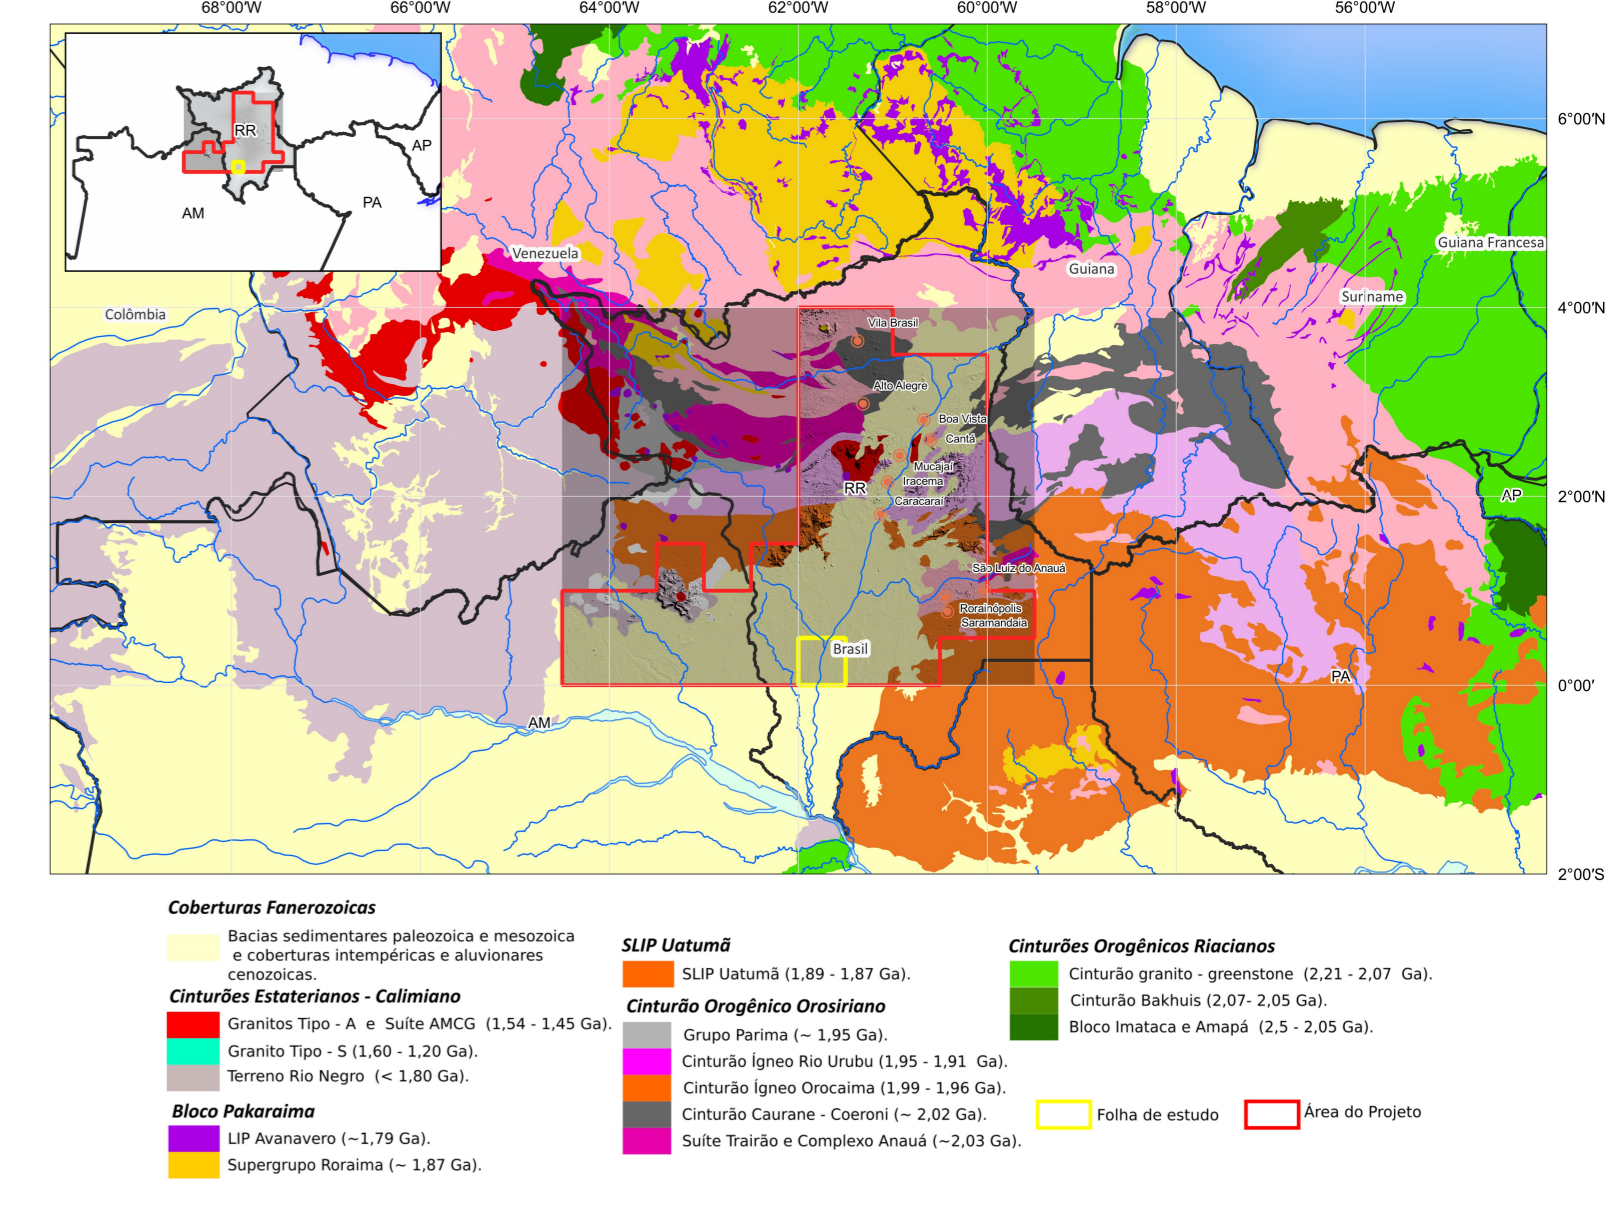 68°00'W
66°00'W
64°00'W
62°00'W
60°00'W
58°00'W
56°00'W
RR
AP
PA
AM
6°00'N
Guiana Francesa
Venezuela
Guiana
Suriname
4°00'N
Colômbia
Vila Brasil
Alto Alegre
Boa Vista
Cantá
Mucajaí
Iracema
RR
Caracaraí
2°00'N
AP
São Luiz do Anauá
Rorainópolis
Saramandaia
Brasil
PA
0°00'
AM
2°00'S
Coberturas Fanerozoicas
Bacias sedimentares paleozoica e mesozoica
e coberturas intempéricas e aluvionares
cenozoicas.
Cinturões Estaterianos - Calimiano
Granitos Tipo - A e Suíte AMCG (1,54 - 1,45 Ga).
Granito Tipo - S (1,60 - 1,20 Ga).
Terreno Rio Negro (< 1,80 Ga).
Bloco Pakaraima
LIP Avanavero (~1,79 Ga).
Supergrupo Roraima (~ 1,87 Ga).
SLIP Uatumã
SLIP Uatumã (1,89 - 1,87 Ga).
Cinturão Orogênico Orosiriano
Grupo Parima (~ 1,95 Ga).
Cinturão Ígneo Rio Urubu (1,95 - 1,91 Ga).
Cinturão Ígneo Orocaima (1,99 - 1,96 Ga).
Cinturão Caurane - Coeroni (~ 2,02 Ga).
Suíte Trairão e Complexo Anauá (~2,03 Ga).
Cinturões Orogênicos Riacianos
Cinturão granito - greenstone (2,21 - 2,07 Ga).
Cinturão Bakhuis (2,07- 2,05 Ga).
Bloco Imataca e Amapá (2,5 - 2,05 Ga).
Folha de estudo
Área do Projeto